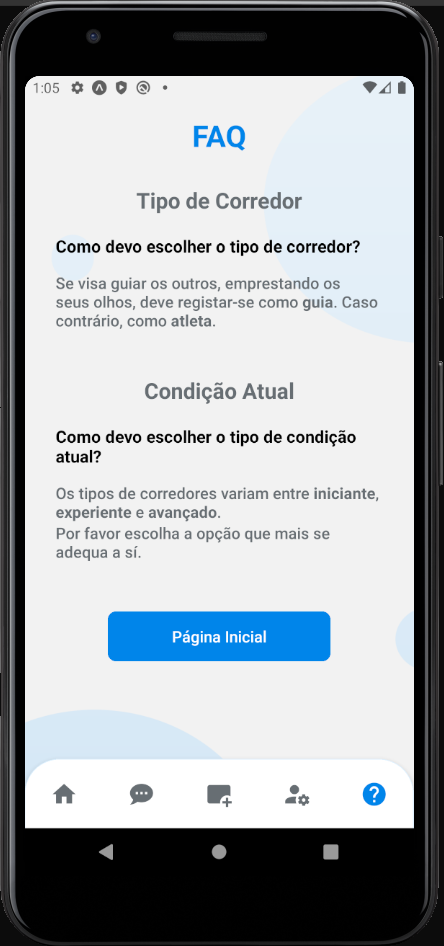 1:05
FAQ
Tipo de Corredor
Como devo escolher o tipo de corredor?
Se visa guiar os outros, emprestando os
seus olhos, deve registar-se como guia. Caso
contrário, como atleta.
Condição Atual
Como devo escolher o tipo de condição
atual?
Os tipos de corredores variam entre iniciante,
experiente e avançado.
Por favor escolha a opção que mais se
adequa a sí.
Página Inicial